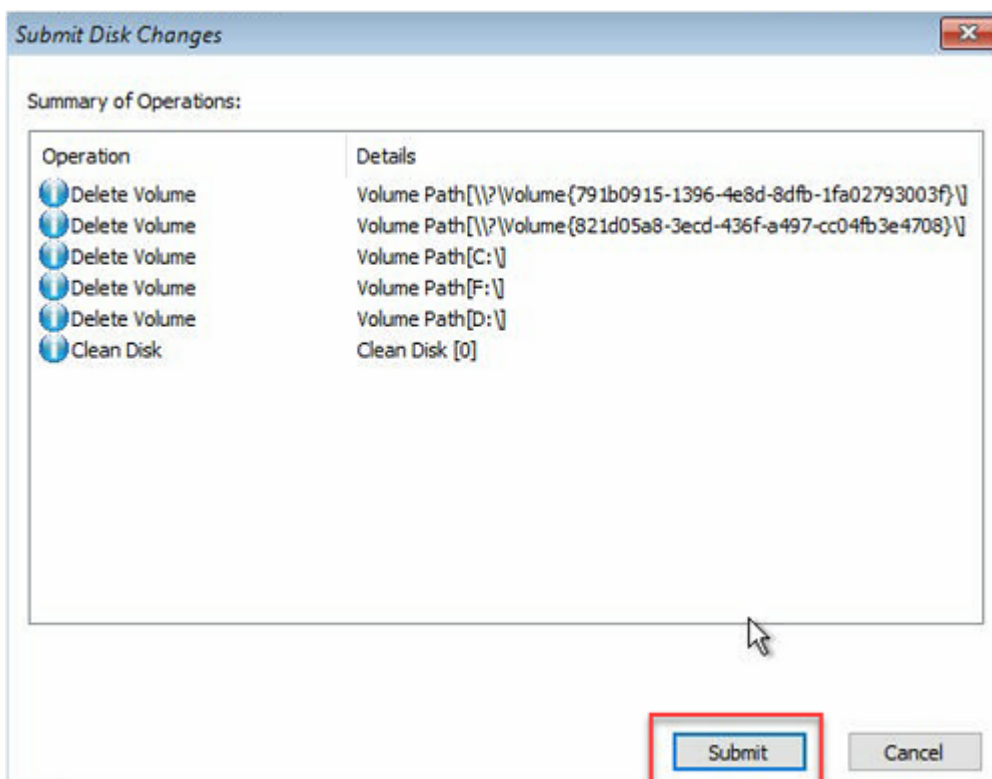 Submit Disk Changes
Summary of Operations:
Operation Details
Delete Volume Volume Path[\\?\Volume{791b0915-1396-4e8d-8dfb-1fa02793003f}\]
Delete Volume Volume Path[\\?\Volume{821d05a8-3ecd-436f-a497-cc04fb3e4708}\]
Delete Volume Volume Path[C:\]
Delete Volume Volume Path[F:\]
Delete Volume Volume Path[D:\]
Clean Disk Clean Disk [0]
Submit Cancel